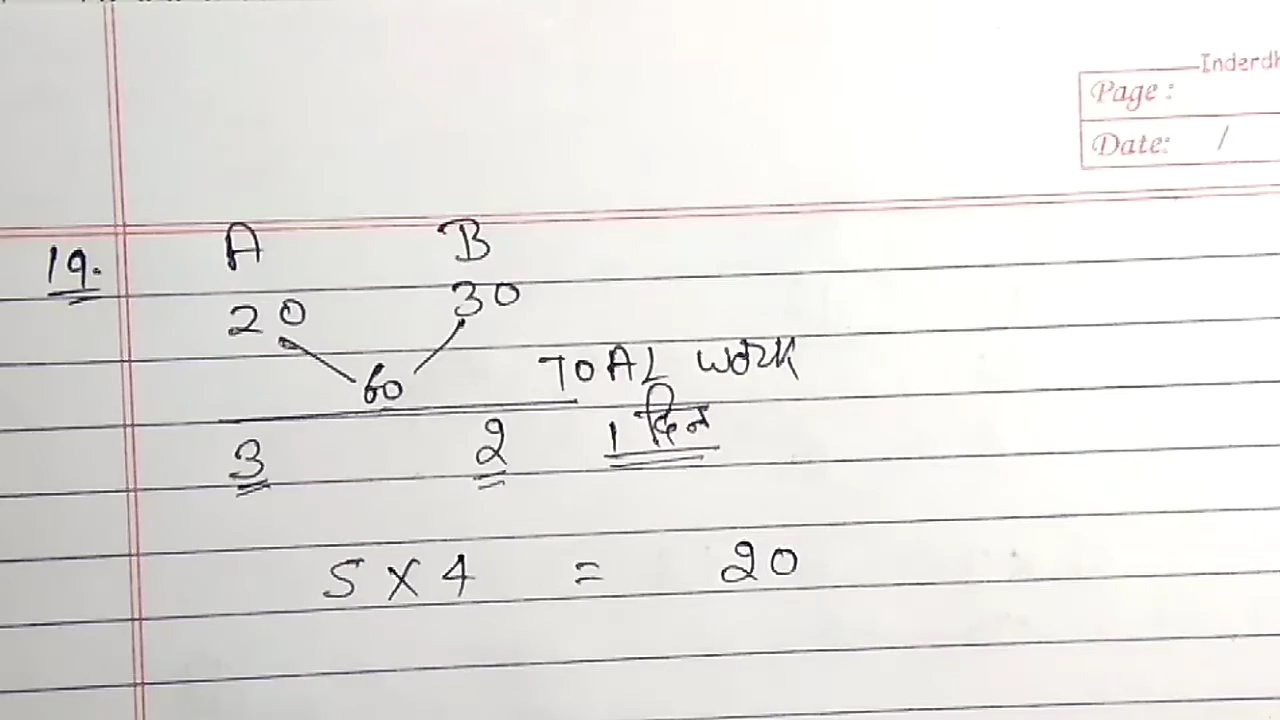 Inderdh
Page :
Date: /
19. A B
20 30
60 TOAL WORK
3 2 1 दिन
5 X 4 = 20